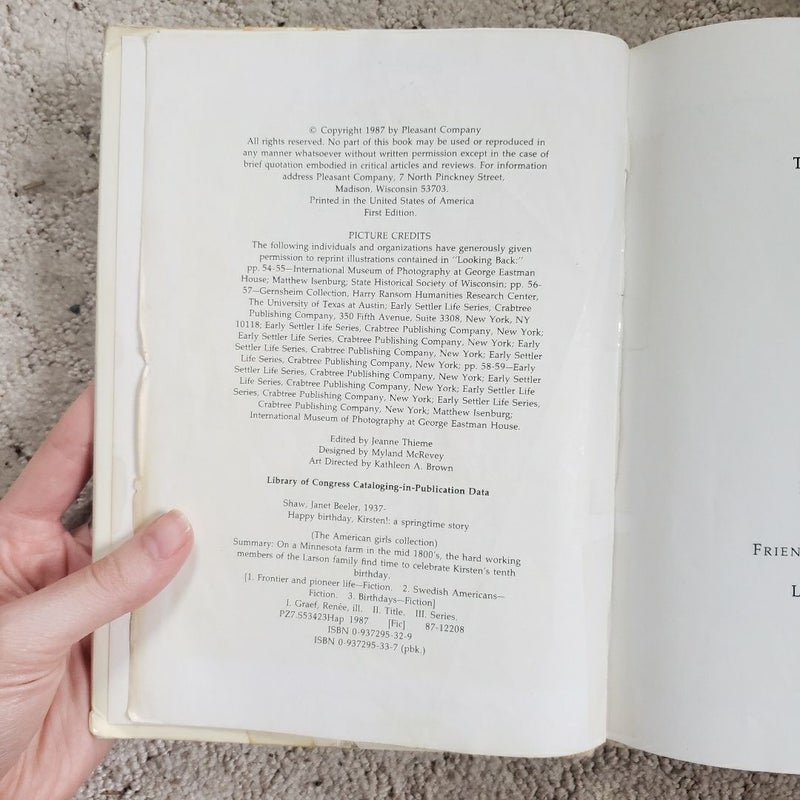 © Copyright 1987 by Pleasant Company
All rights reserved. No part of this book may be used or reproduced in
any manner whatsoever without written permission except in the case of
brief quotation embodied in critical articles and reviews. For information
address Pleasant Company, 7 North Pinckney Street,
Madison, Wisconsin 53703.
Printed in the United States of America
First Edition.
PICTURE CREDITS
The following individuals and organizations have generously given
permission to reprint illustrations contained in "Looking Back:"
pp. 54-55—International Museum of Photography at George Eastman
House; Matthew Isenburg; State Historical Society of Wisconsin; pp. 56-
57—Gernsheim Collection, Harry Ransom Humanities Research Center,
The University of Texas at Austin; Early Settler Life Series, Crabtree
Publishing Company, 350 Fifth Avenue, Suite 3308, New York, NY
10118; Early Settler Life Series, Crabtree Publishing Company, New York;
Early Settler Life Series, Crabtree Publishing Company, New York; Early
Settler Life Series, Crabtree Publishing Company, New York; Early Settler
Life Series, Crabtree Publishing Company, New York; pp. 58-59—Early
Settler Life Series, Crabtree Publishing Company, New York; Early Settler
Life Series, Crabtree Publishing Company, New York; Early Settler Life
Series, Crabtree Publishing Company, New York; Early Settler Life Series,
Crabtree Publishing Company, New York; Matthew Isenburg;
International Museum of Photography at George Eastman House.
Edited by Jeanne Thieme
Designed by Myland McRevey
Art Directed by Kathleen A. Brown
Library of Congress Cataloging-in-Publication Data
Shaw, Janet Beeler, 1937-
Happy birthday, Kirsten!: a springtime story
(The American girls collection)
Summary: On a Minnesota farm in the mid 1800's, the hard working
members of the Larson family find time to celebrate Kirsten's tenth
birthday.
[1. Frontier and pioneer life—Fiction. 2. Swedish Americans—
Fiction. 3. Birthdays—Fiction]
I. Graef, Renée, ill. II. Title. III. Series.
PZ7.S53423Hap 1987 [Fic] 87-12208
ISBN 0-937295-32-9
ISBN 0-937295-33-7 (pbk.)
T
FRIEN
L